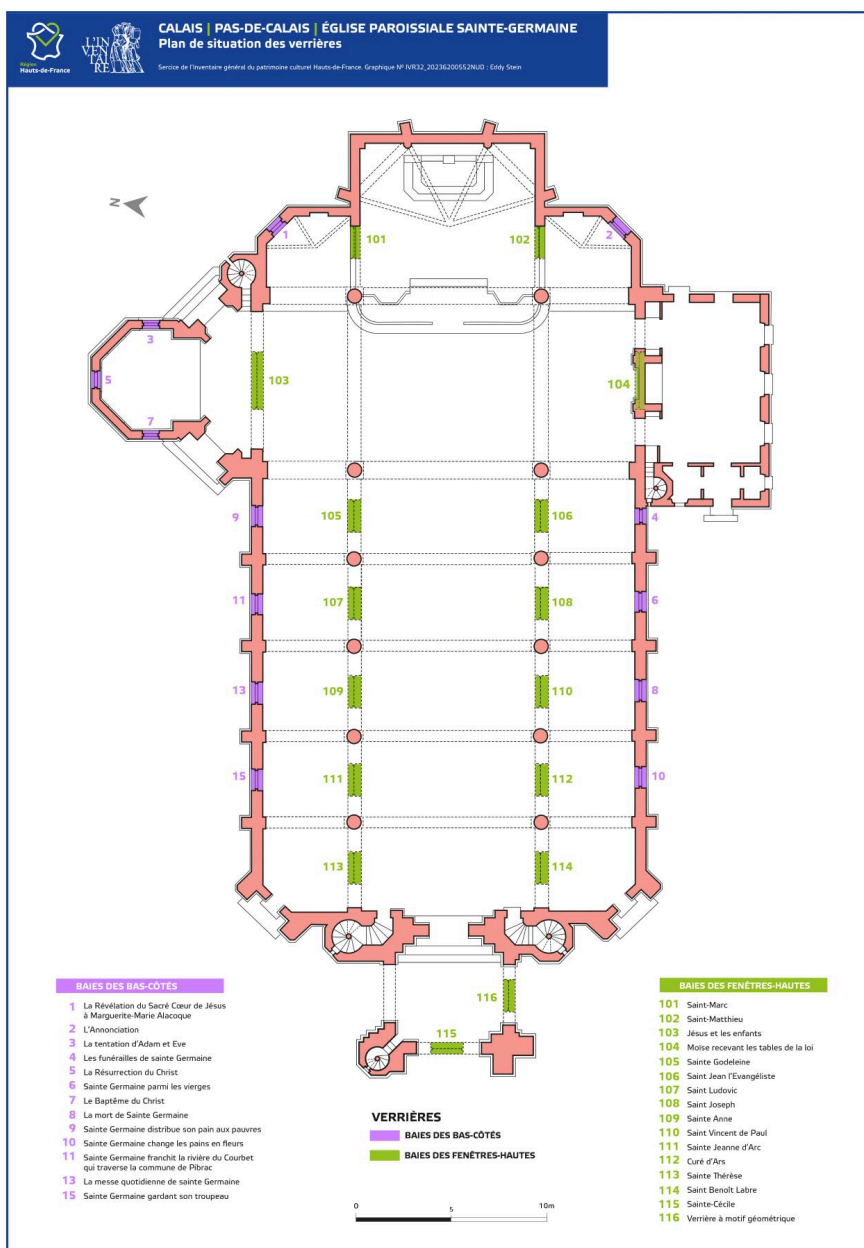 CALAIS | PAS-DE-CALAIS | ÉGLISE PAROISSIALE SAINTE-GERMAINE
Plan de situation des verrières
Sercice de l'Inventaire général du patrimoine culturel Hauts-de-France. Graphique Nº IVR32_20236200552NUD ; Eddy Stein
Région
Hauts-de-France
L'IN
VEN
TAI
RE
N
1
101
102
2
3
5
7
103
104
9
105
106
4
11
107
108
6
13
109
110
8
15
111
112
10
113
114
116
115
BAIES DES BAS-CÔTÉS
1 La Révélation du Sacré Cœur de Jésus
à Marguerite-Marie Alacoque
2 L'Annonciation
3 La tentation d'Adam et Eve
4 Les funérailles de sainte Germaine
5 La Résurrection du Christ
6 Sainte Germaine parmi les vierges
7 Le Baptême du Christ
8 La mort de Sainte Germaine
9 Sainte Germaine distribue son pain aux pauvres
10 Sainte Germaine change les pains en fleurs
11 Sainte Germaine franchit la rivière du Courbet
qui traverse la commune de Pibrac
13 La messe quotidienne de sainte Germaine
15 Sainte Germaine gardant son troupeau
VERRIÈRES
BAIES DES BAS-CÔTÉS
BAIES DES FENÊTRES-HAUTES
0 5 10m
BAIES DES FENÊTRES-HAUTES
101 Saint-Marc
102 Saint-Matthieu
103 Jésus et les enfants
104 Moïse recevant les tables de la loi
105 Sainte Godeleine
106 Saint Jean l'Evangéliste
107 Saint Ludovic
108 Saint Joseph
109 Sainte Anne
110 Saint Vincent de Paul
111 Sainte Jeanne d'Arc
112 Curé d'Ars
113 Sainte Thérèse
114 Saint Benoît Labre
115 Sainte-Cécile
116 Verrière à motif géométrique